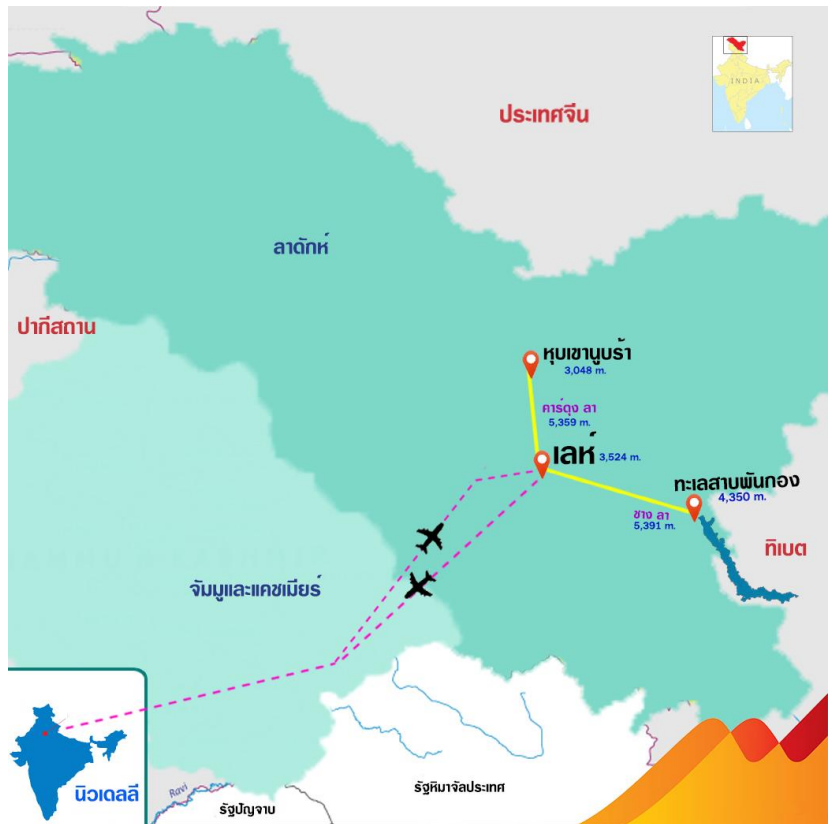 INDIA
ประเทศจีน
ลาดักห์
ปากีสถาน
หุบเขานูบร้า
3,048 m.
คาร์ดุง ลา
5,359 m.
เลห์ 3,524 m.
ทะเลสาบพันกอง
4,350 m.
ชาง ลา
5,391 m.
ทิเบต
จัมมูและแคชเมียร์
นิวเดลลี
Ravi
รัฐปัญจาบ
รัฐหิมาจัลประเทศ